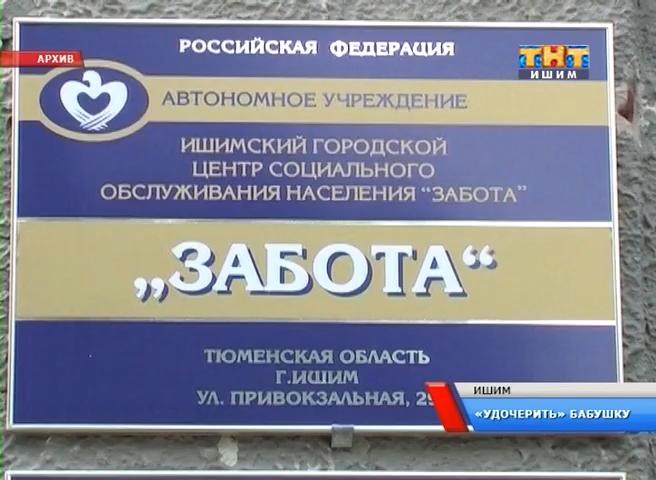 РОССИЙСКАЯ ФЕДЕРАЦИЯ
АРХИВ
ТНТ
ИШИМ
АВТОНОМНОЕ УЧРЕЖДЕНИЕ
ИШИМСКИЙ ГОРОДСКОЙ
ЦЕНТР СОЦИАЛЬНОГО
ОБСЛУЖИВАНИЯ НАСЕЛЕНИЯ “ЗАБОТА”
„ЗАБОТА“
ТЮМЕНСКАЯ ОБЛАСТЬ
Г.ИШИМ
УЛ. ПРИВОКЗАЛЬНАЯ,
ИШИМ
«УДОЧЕРИТЬ» БАБУШКУ